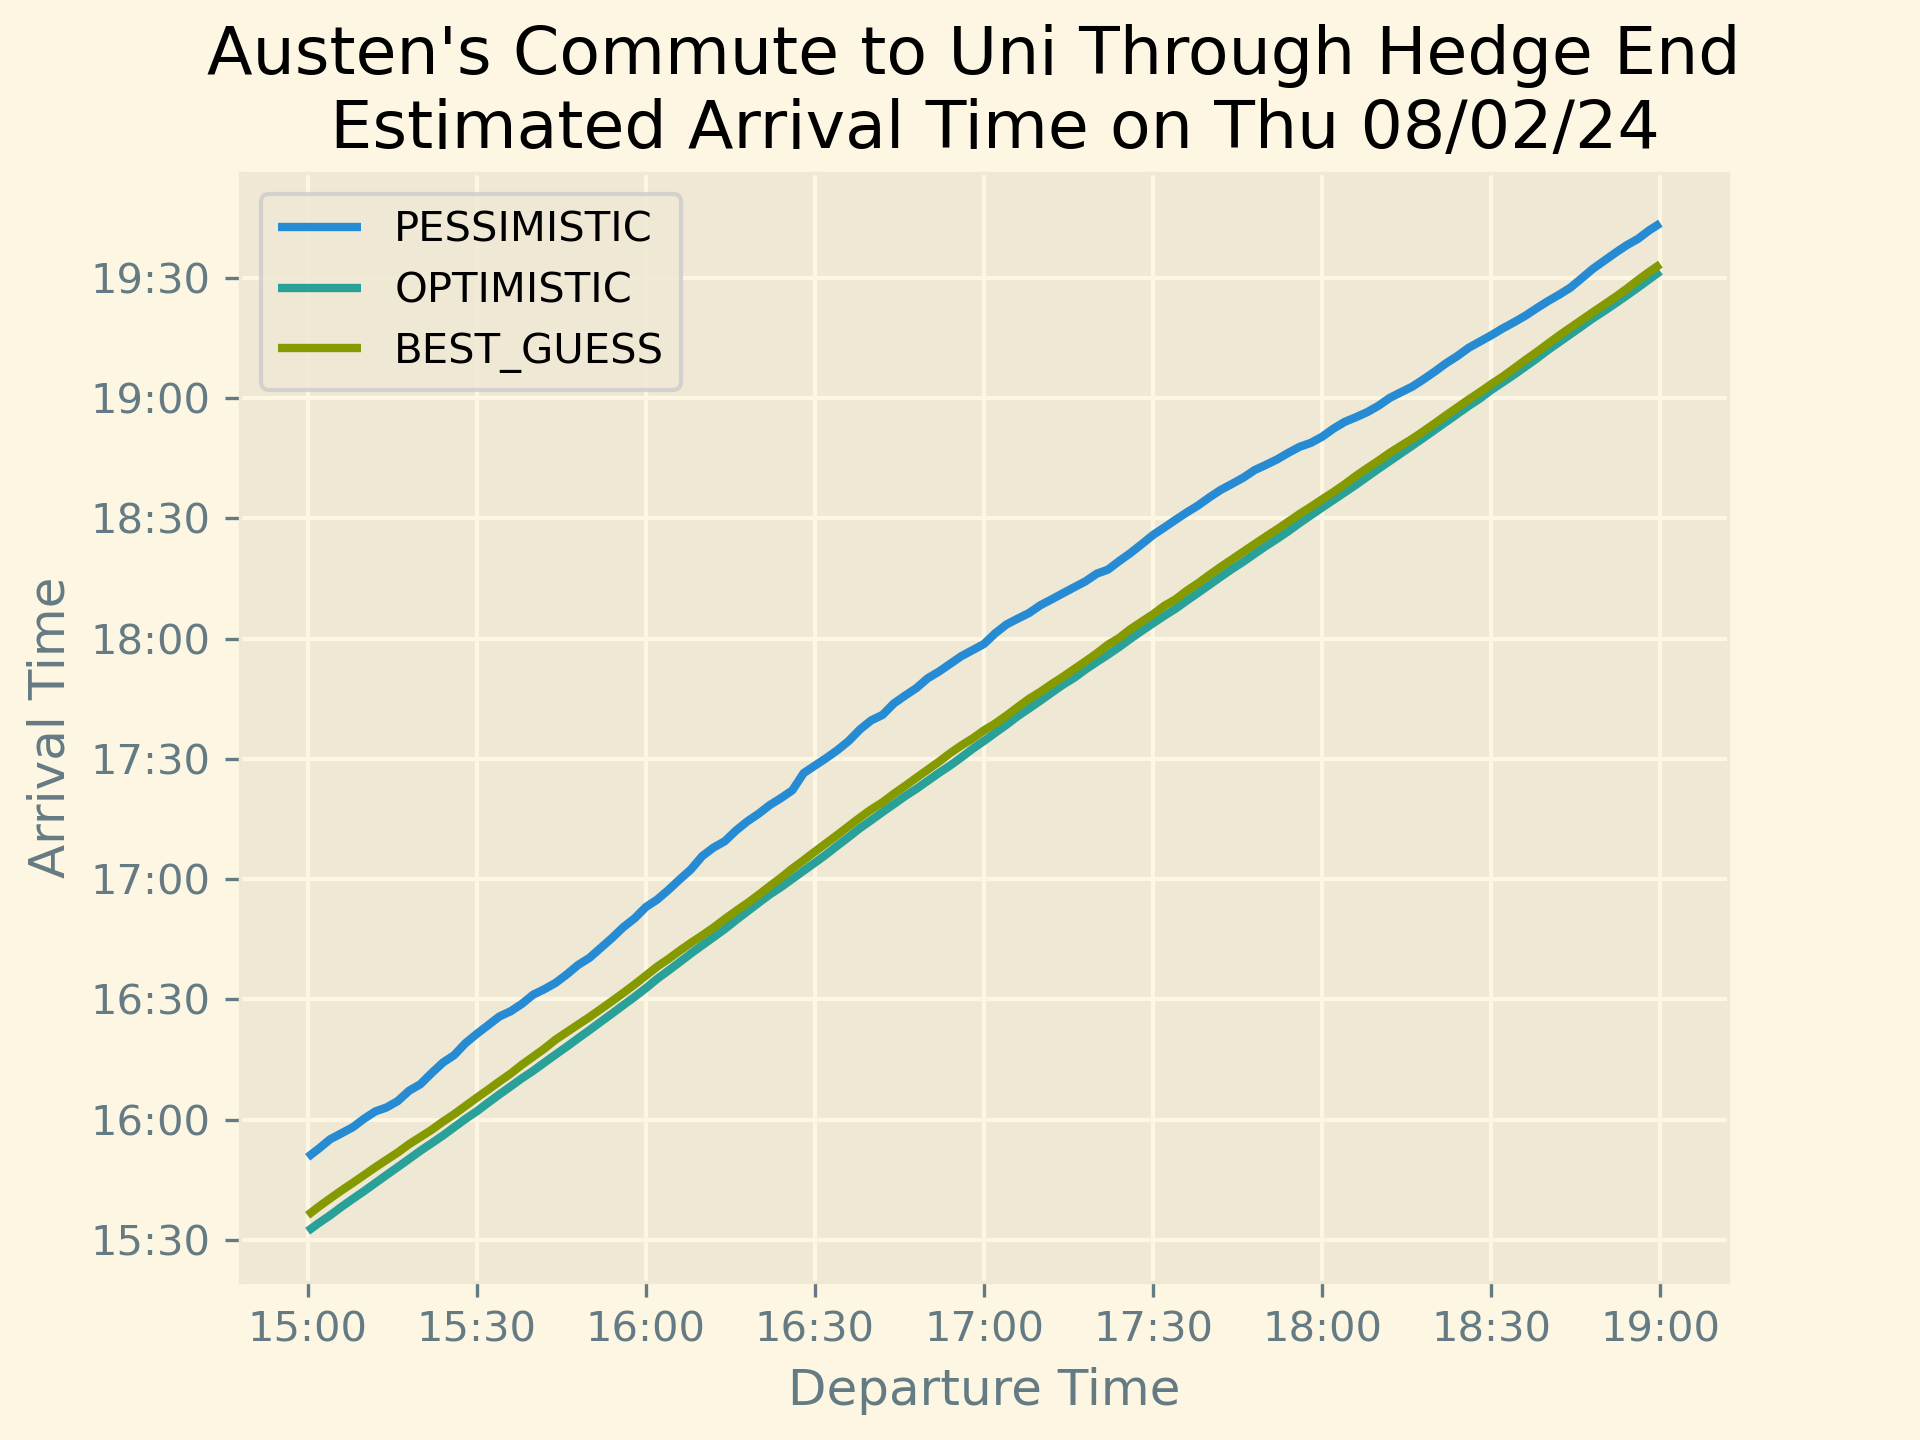 Austen's Commute to Uni Through Hedge End
Estimated Arrival Time on Thu 08/02/24
PESSIMISTIC
OPTIMISTIC
BEST_GUESS
19:30
19:00
18:30
18:00
17:30
17:00
16:30
16:00
15:30
Arrival Time
15:00 15:30 16:00 16:30 17:00 17:30 18:00 18:30 19:00
Departure Time